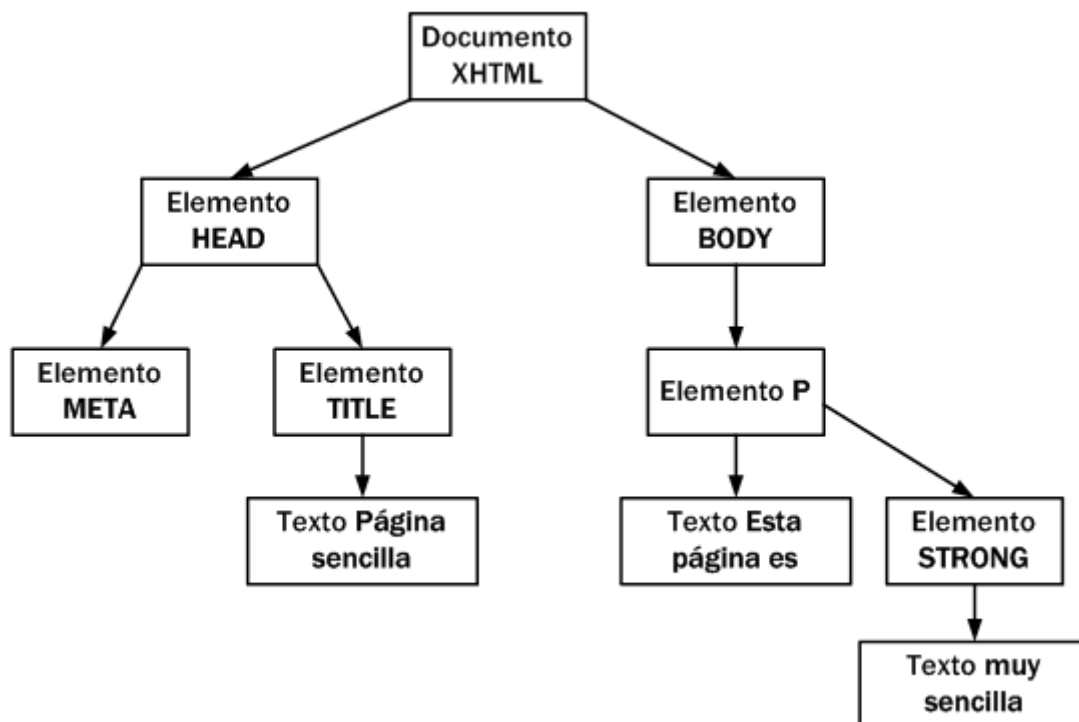 Documento
XHTML
Elemento
HEAD
Elemento
BODY
Elemento
META
Elemento
TITLE
Elemento P
Texto Página
sencilla
Texto Esta
página es
Elemento
STRONG
Texto muy
sencilla